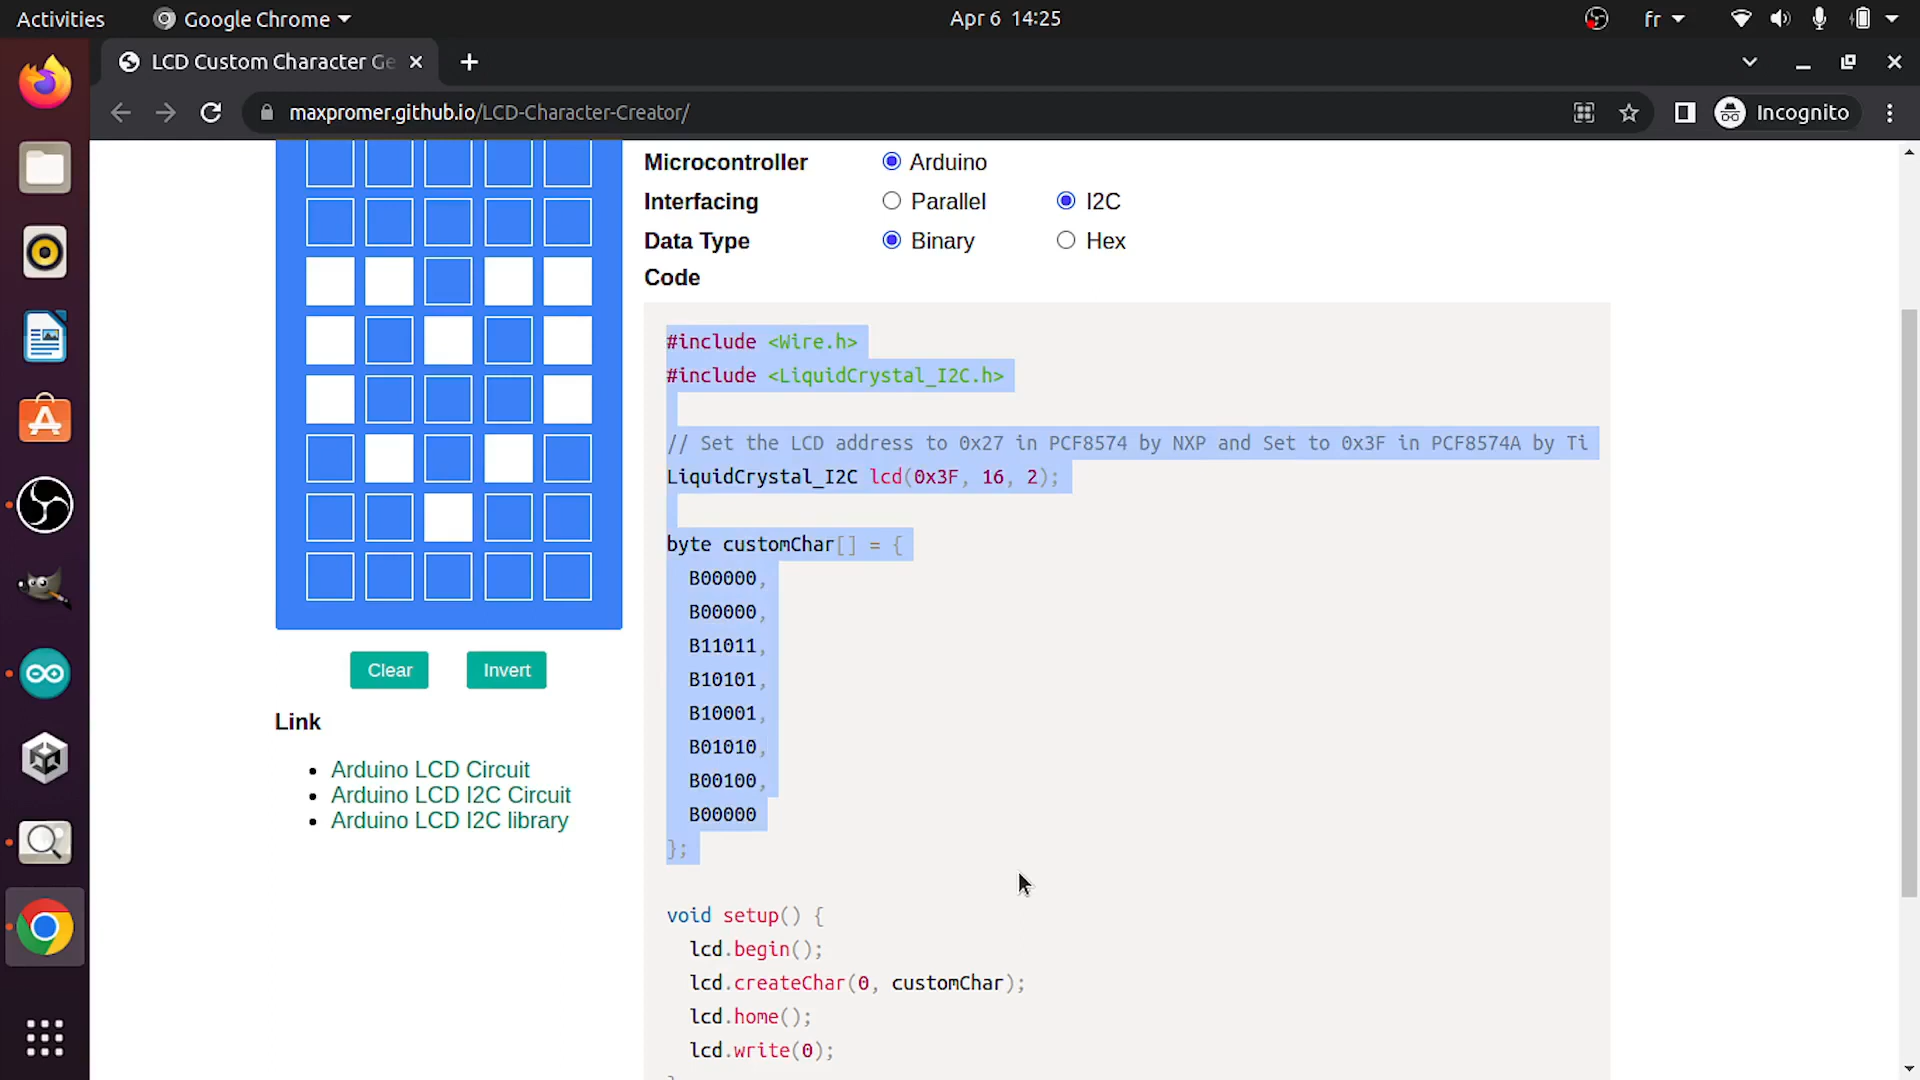 Activities
Google Chrome
Apr 6 14:25
fr
LCD Custom Character Ge
maxpromer.github.io/LCD-Character-Creator/
Incognito
Microcontroller
Arduino
Interfacing
Parallel
I2C
Data Type
Binary
Hex
Code
#include <Wire.h>
#include <LiquidCrystal_I2C.h>
// Set the LCD address to 0x27 in PCF8574 by NXP and Set to 0x3F in PCF8574A by Ti
LiquidCrystal_I2C lcd(0x3F, 16, 2);
byte customChar[] = {
B00000,
B00000,
B11011,
B10101,
B10001,
B01010,
B00100,
B00000
};
void setup() {
lcd.begin();
lcd.createChar(0, customChar);
lcd.home();
lcd.write(0);
Clear
Invert
Link
Arduino LCD Circuit
Arduino LCD I2C Circuit
Arduino LCD I2C library